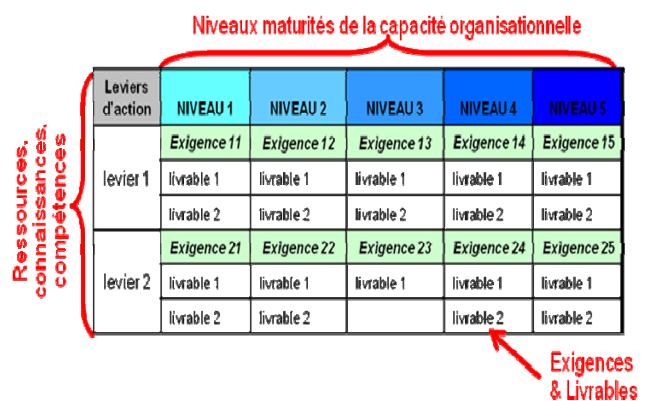 Niveaux maturités de la capacité organisationnelle
Ressources,
connaissances,
compétences
Leviers
d'action
NIVEAU 1
NIVEAU 2
NIVEAU 3
NIVEAU 4
NIVEAU 5
levier 1
Exigence 11
Exigence 12
Exigence 13
Exigence 14
Exigence 15
livrable 1
livrable 1
livrable 1
livrable 1
livrable 1
livrable 2
livrable 2
livrable 2
livrable 2
livrable 2
levier 2
Exigence 21
Exigence 22
Exigence 23
Exigence 24
Exigence 25
livrable 1
livrable 1
livrable 1
livrable 1
livrable 1
livrable 2
livrable 2
livrable 2
livrable 2
Exigences
& Livrables